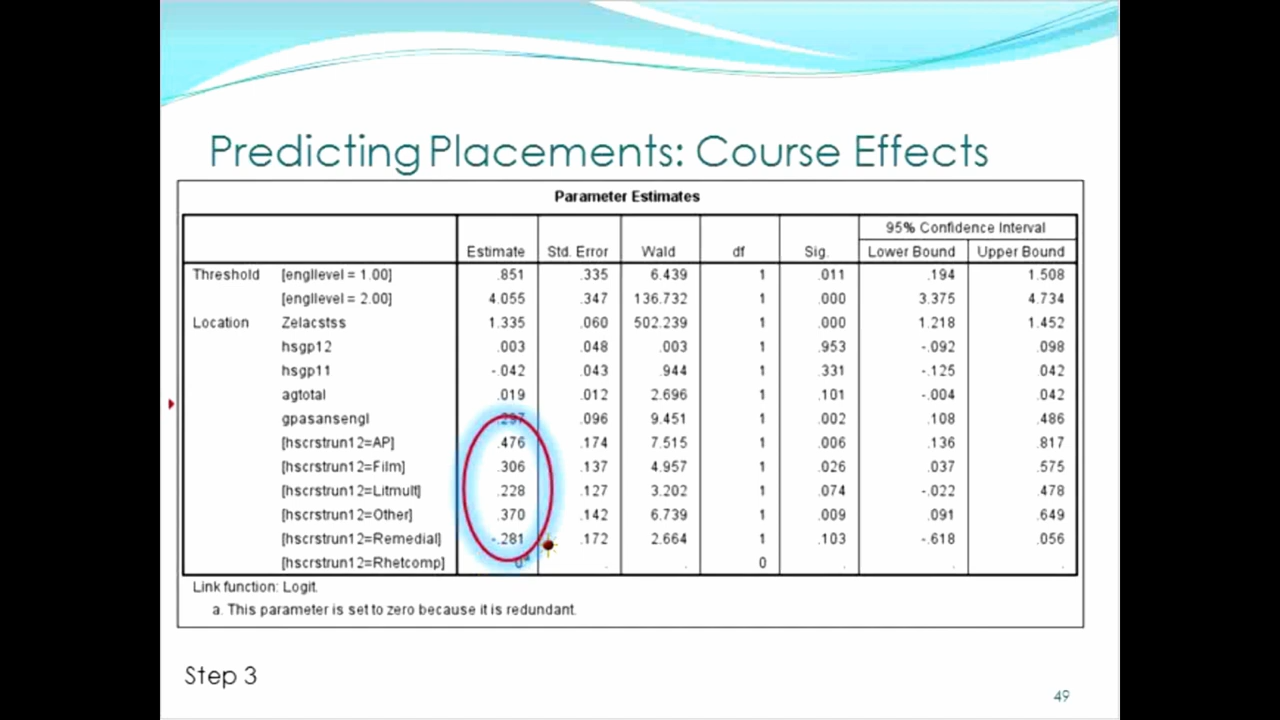 Predicting Placements: Course Effects
Parameter Estimates
95% Confidence Interval
Estimate Std. Error Wald df Sig. Lower Bound Upper Bound
Threshold [engllevel = 1.00] .851 .335 6.439 1 .011 .194 1.508
[engllevel = 2.00] 4.055 .347 136.732 1 .000 3.375 4.734
Location Zelacstss 1.335 .060 502.239 1 .000 1.218 1.452
hsgp12 .003 .048 .003 1 .953 -.092 .098
hsgp11 -.042 .043 .944 1 .331 -.125 .042
agtotal .019 .012 2.696 1 .101 -.004 .042
gpasansengl .297 .096 9.451 1 .002 .108 .486
[hscrstrun12=AP] .476 .174 7.515 1 .006 .136 .817
[hscrstrun12=Film] .306 .137 4.957 1 .026 .037 .575
[hscrstrun12=Litmult] .228 .127 3.202 1 .074 -.022 .478
[hscrstrun12=Other] .370 .142 6.739 1 .009 .091 .649
[hscrstrun12=Remedial] -.281 .172 2.664 1 .103 -.618 .056
[hscrstrun12=Rhetcomp] 0ª . . 0 . . .
Link function: Logit.
a. This parameter is set to zero because it is redundant.
Step 3
49